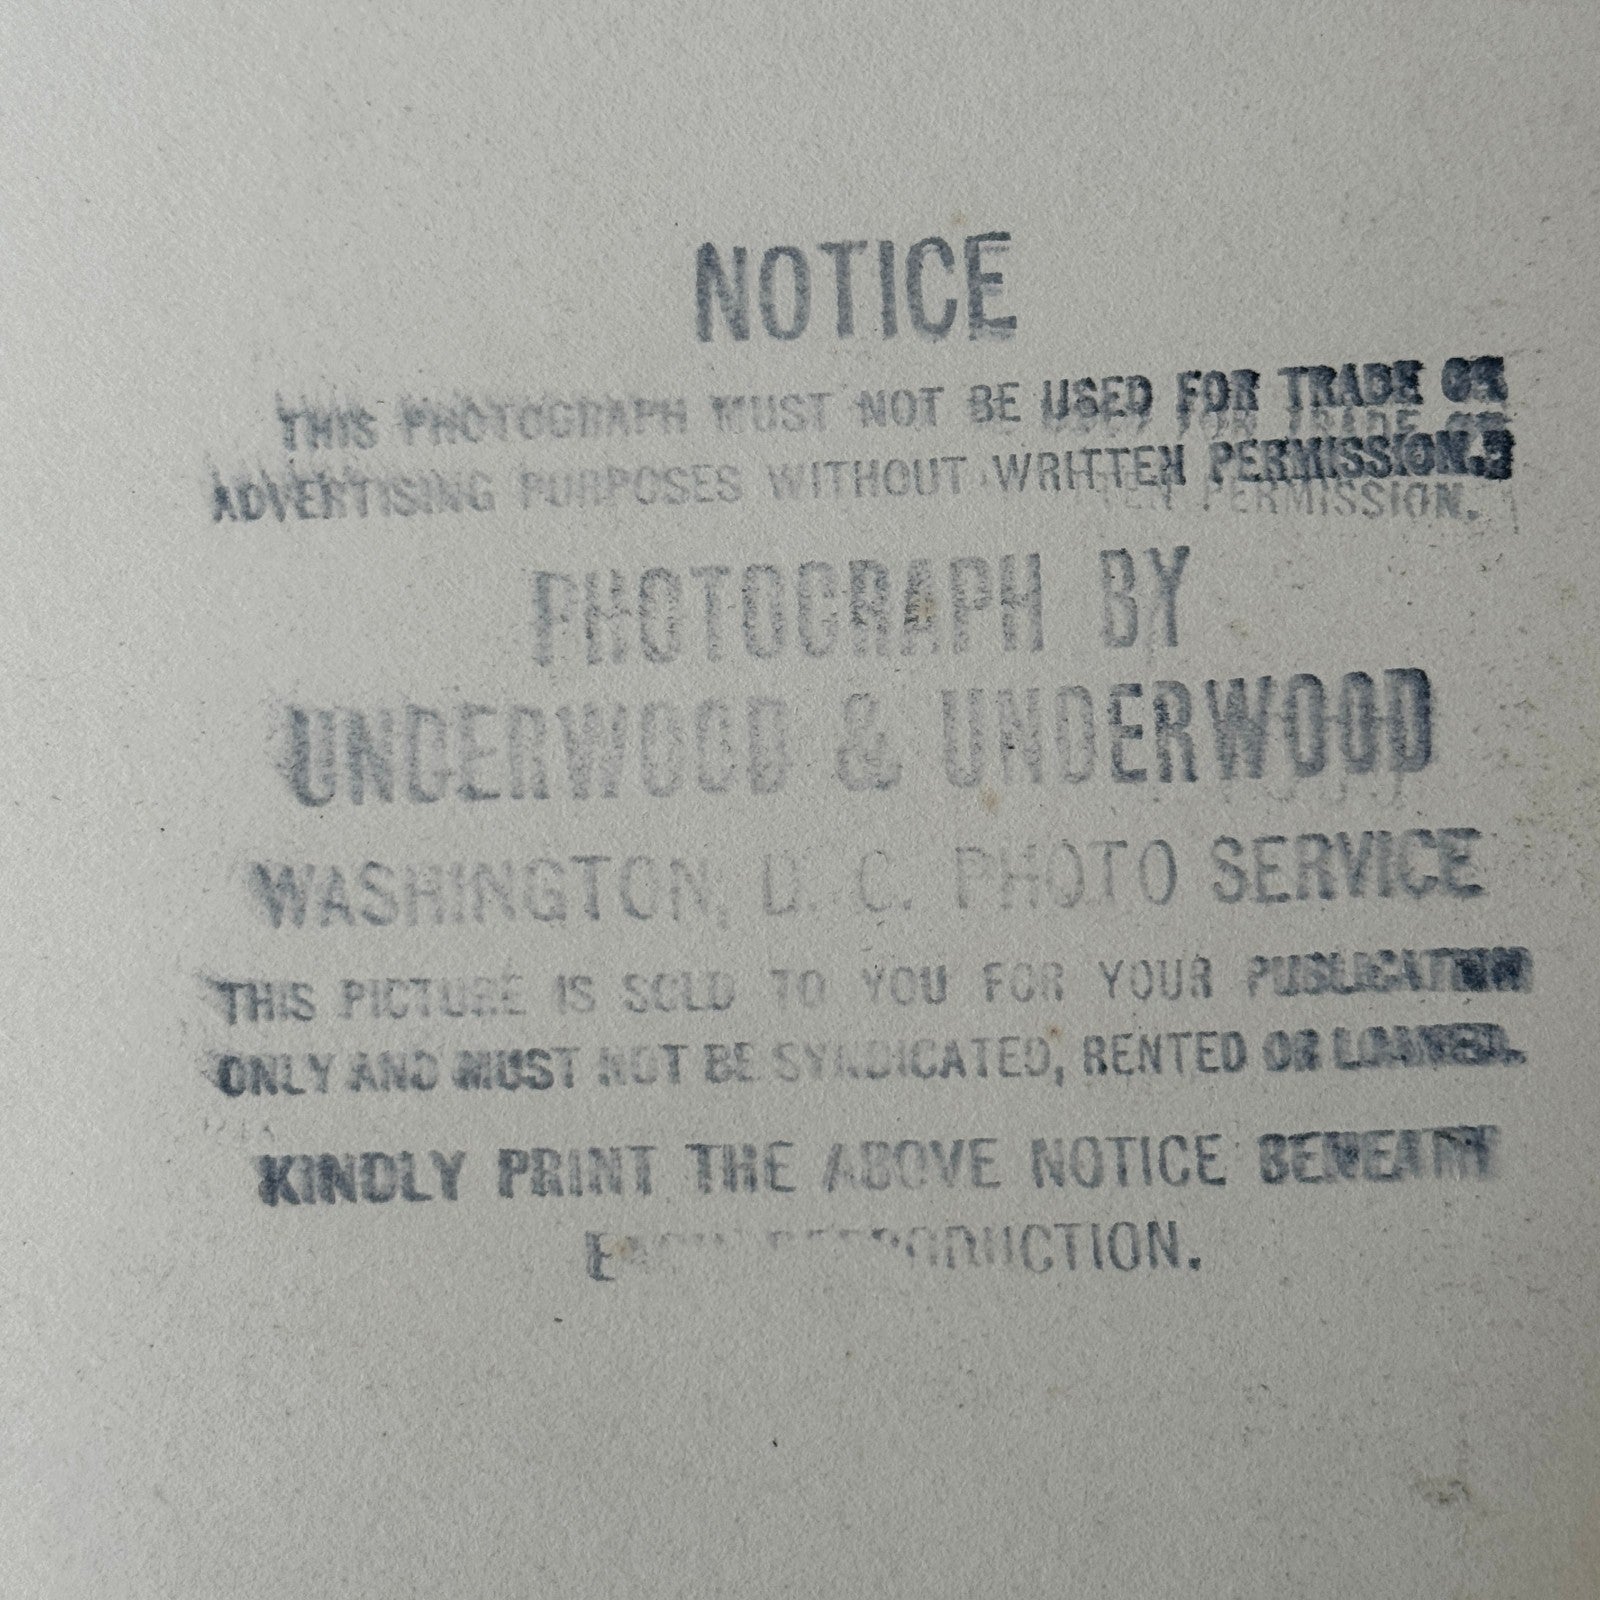 NOTICE
THIS PHOTOGRAPH MUST NOT BE USED FOR TRADE OR
ADVERTISING PURPOSES WITHOUT WRITTEN PERMISSION.
PHOTOGRAPH BY
UNDERWOOD & UNDERWOOD
WASHINGTON, D. C. PHOTO SERVICE
THIS PICTURE IS SOLD TO YOU FOR YOUR PUBLICATION
ONLY AND MUST NOT BE SYNDICATED, RENTED OR LOANED.
KINDLY PRINT THE ABOVE NOTICE BENEATH
EACH REPRODUCTION.